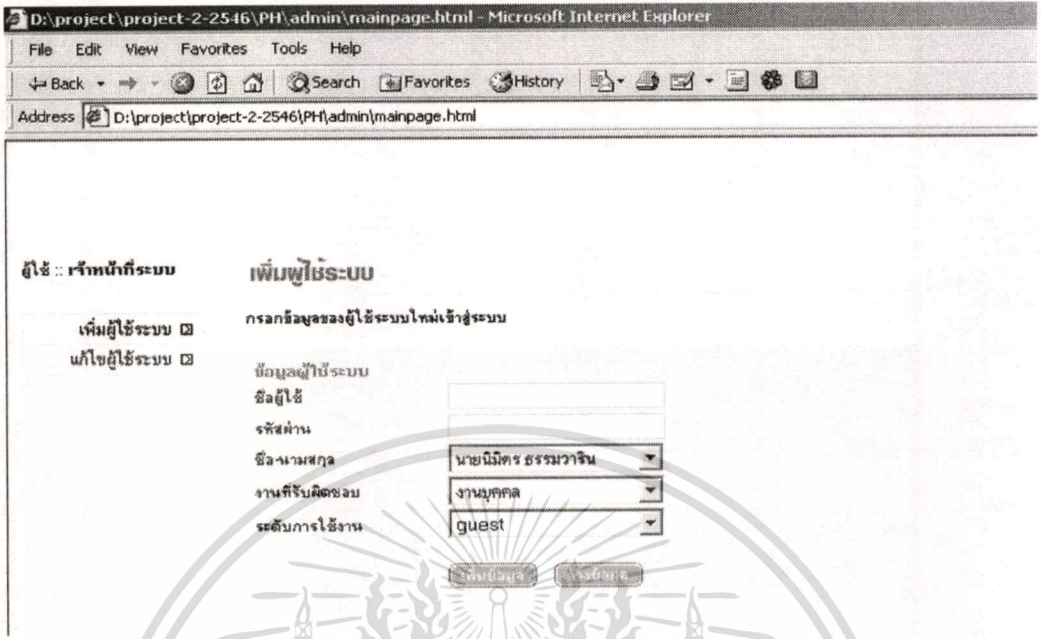 D:\project\project-2-2546\PH\admin\mainpage.html - Microsoft Internet Explorer
File Edit View Favorites Tools Help
Back Search Favorites History
Address D:\project\project-2-2546\PH\admin\mainpage.html
ผู้ใช้ :: เจ้าหน้าที่ระบบ
เพิ่มผู้ใช้ระบบ
แก้ไขผู้ใช้ระบบ
เพิ่มผู้ใช้ระบบ
กรอกข้อมูลของผู้ใช้ระบบใหม่เข้าสู่ระบบ
ข้อมูลผู้ใช้ระบบ
ชื่อผู้ใช้
รหัสผ่าน
ชื่อ-นามสกุล นายนิมิตร ธรรมวาริน
งานที่รับผิดชอบ งานบุคคล
ระดับการใช้งาน guest
เพิ่มข้อมูล